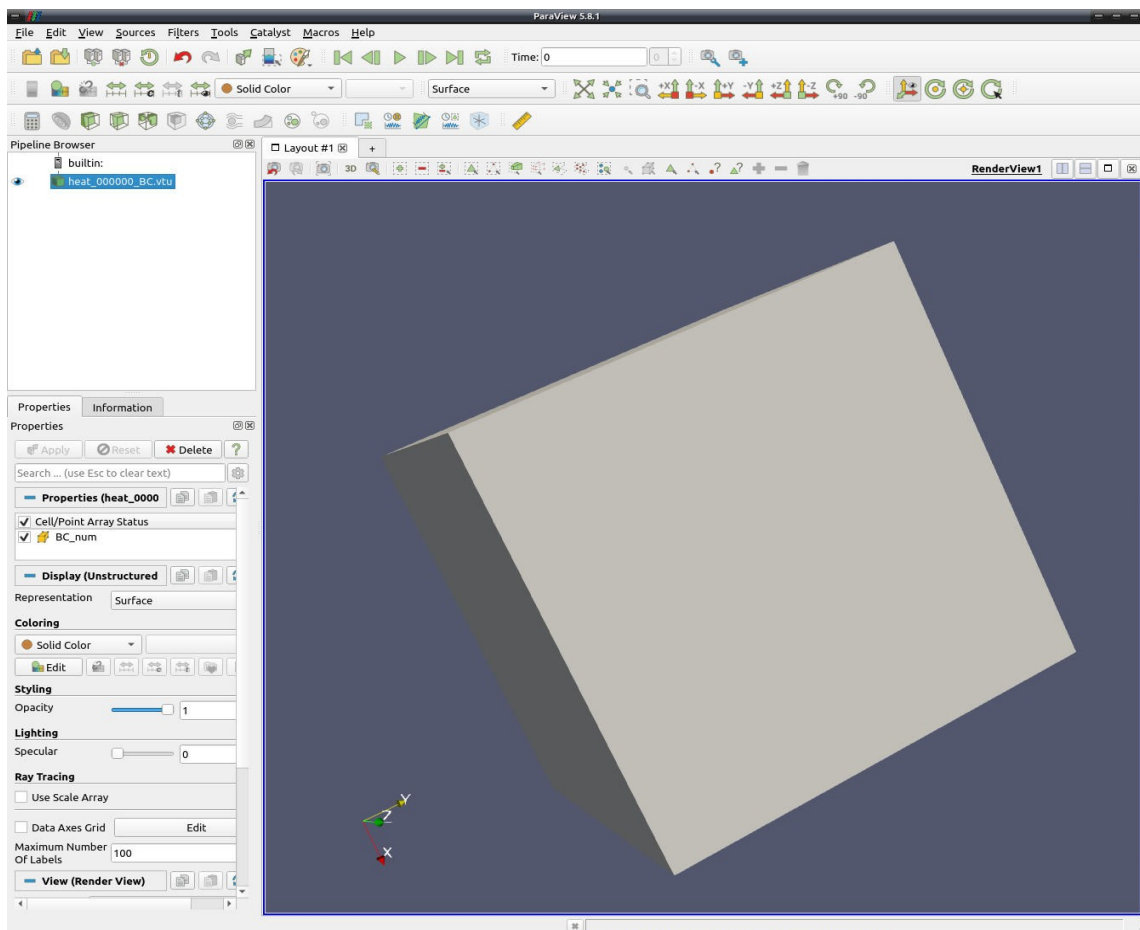 ParaView 5.8.1
File Edit View Sources Filters Tools Catalyst Macros Help
Time: 0 0
Solid Color Surface +X -X +Y -Y +Z -Z +90 -90
Pipeline Browser
Layout #1 +
builtin:
3D RenderView1
heat_000000_BC.vtu
Properties Information
Properties
Apply Reset Delete ?
Search ... (use Esc to clear text)
Properties (heat_0000
Cell/Point Array Status
BC_num
Display (Unstructured
Representation Surface
Coloring
Solid Color
Edit
Styling
Opacity 1
Lighting
Specular 0
Ray Tracing
Use Scale Array
Data Axes Grid Edit
Maximum Number
Of Labels 100
View (Render View)
Y
Z
X